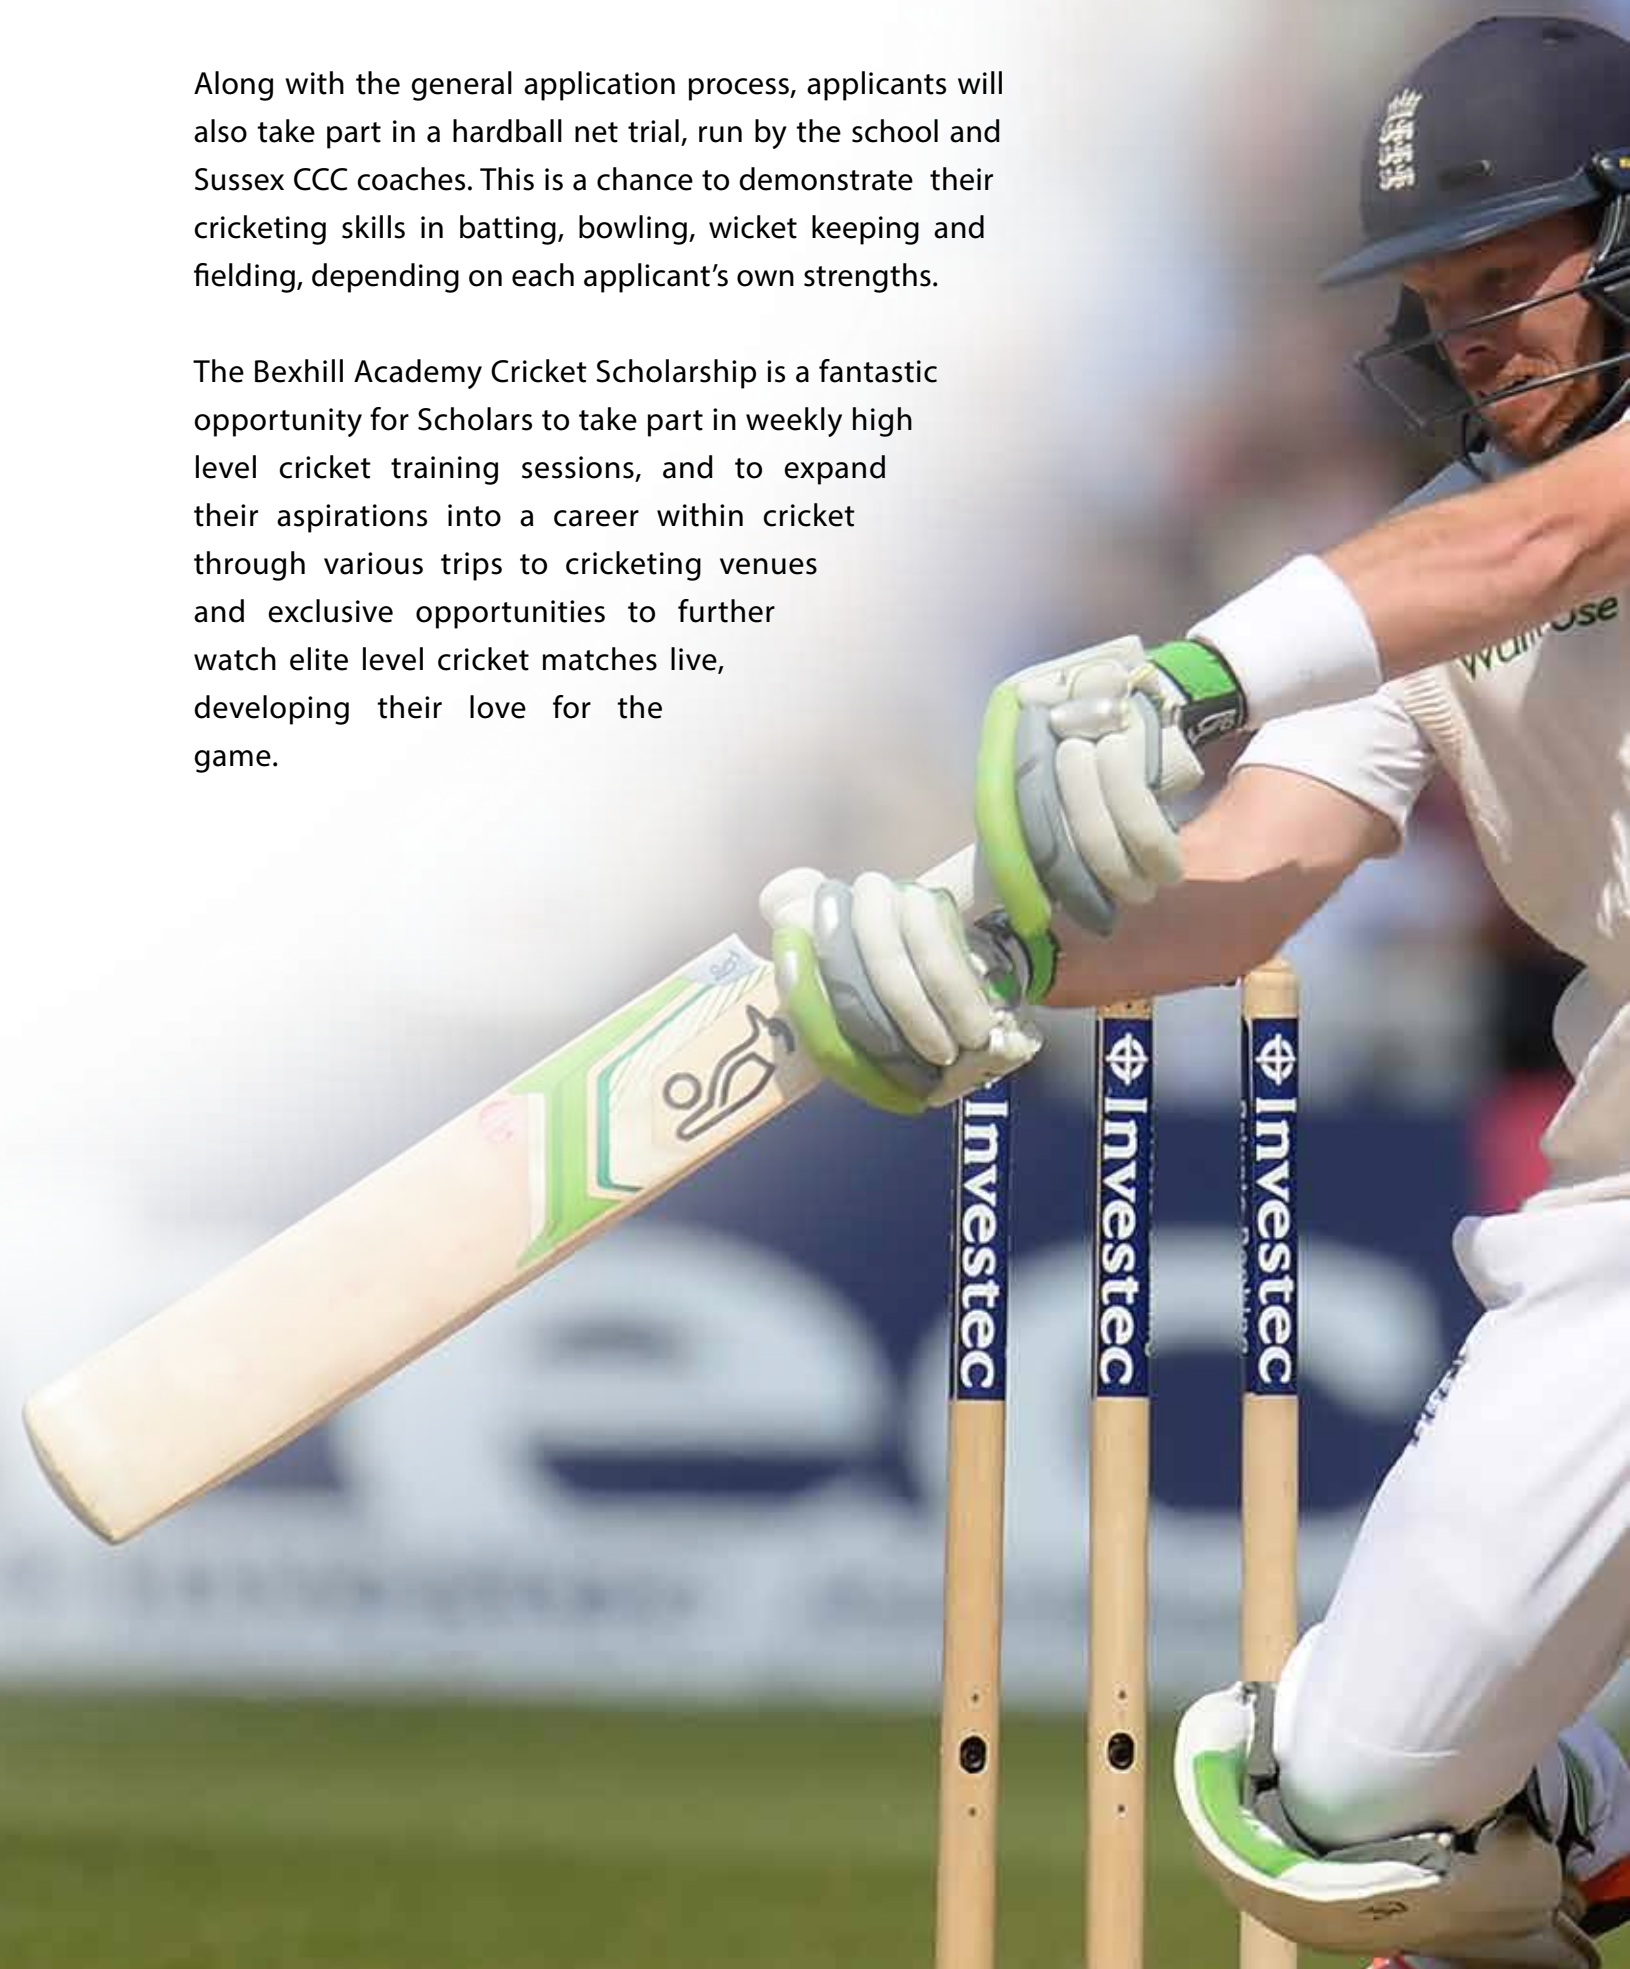 Along with the general application process, applicants will
also take part in a hardball net trial, run by the school and
Sussex CCC coaches. This is a chance to demonstrate their
cricketing skills in batting, bowling, wicket keeping and
fielding, depending on each applicant’s own strengths.
The Bexhill Academy Cricket Scholarship is a fantastic
opportunity for Scholars to take part in weekly high
level cricket training sessions, and to expand
their aspirations into a career within cricket
through various trips to cricketing venues
and exclusive opportunities to further
watch elite level cricket matches live,
developing their love for the
game.
Waitrose
Investec
Investec
Investec
ec